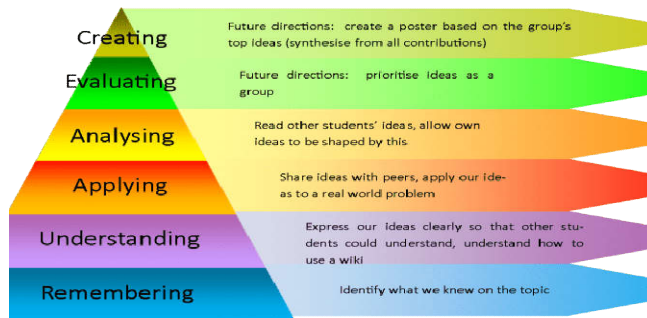 Creating
Future directions: create a poster based on the group's
top ideas (synthesise from all contributions)
Evaluating
Future directions: prioritise ideas as a
group
Analysing
Read other students' ideas, allow own
ideas to be shaped by this
Applying
Share ideas with peers, apply our ide-
as to a real world problem
Understanding
Express our ideas clearly so that other stu-
dents could understand, understand how to
use a wiki
Remembering
Identify what we knew on the topic